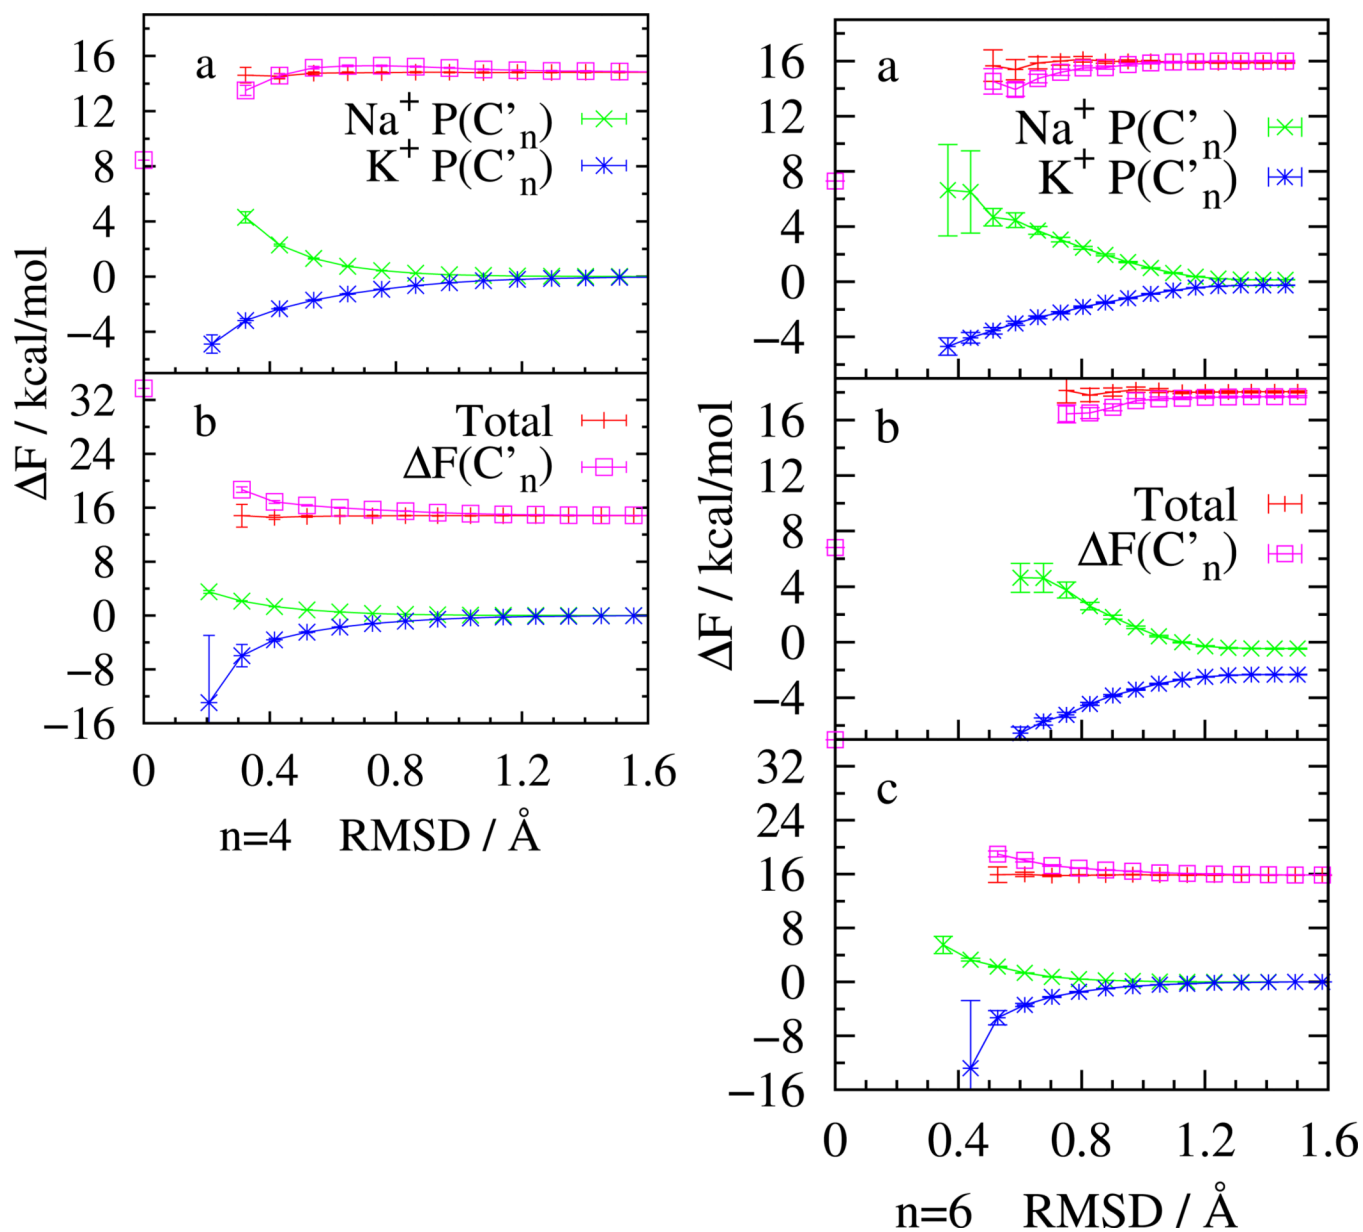 ΔF / kcal/mol
16
12
8
4
0
−4
a
Na⁺ P(C’ₙ)
K⁺ P(C’ₙ)
32
24
16
8
0
−8
−16
b
Total
ΔF(C’ₙ)
0 0.4 0.8 1.2 1.6
n=4 RMSD / Å
ΔF / kcal/mol
16
12
8
4
0
−4
a
Na⁺ P(C’ₙ)
K⁺ P(C’ₙ)
16
12
8
4
0
−4
b
Total
ΔF(C’ₙ)
32
24
16
8
0
−8
−16
c
0 0.4 0.8 1.2 1.6
n=6 RMSD / Å